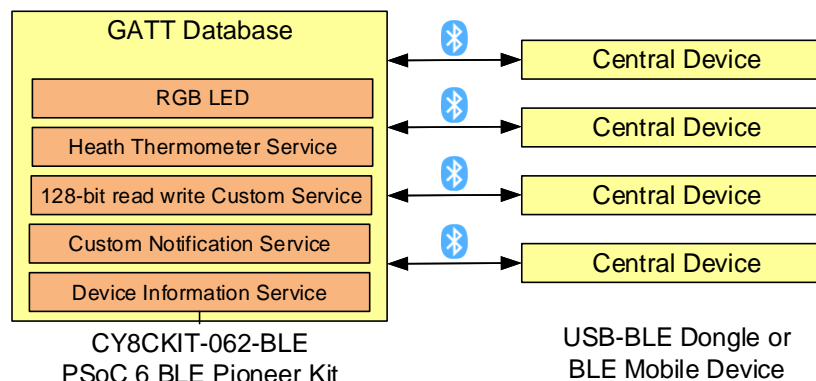 GATT Database
RGB LED
Heath Thermometer Service
128-bit read write Custom Service
Custom Notification Service
Device Information Service
CY8CKIT-062-BLE
PSoC 6 BLE Pioneer Kit
Central Device
Central Device
Central Device
Central Device
USB-BLE Dongle or
BLE Mobile Device